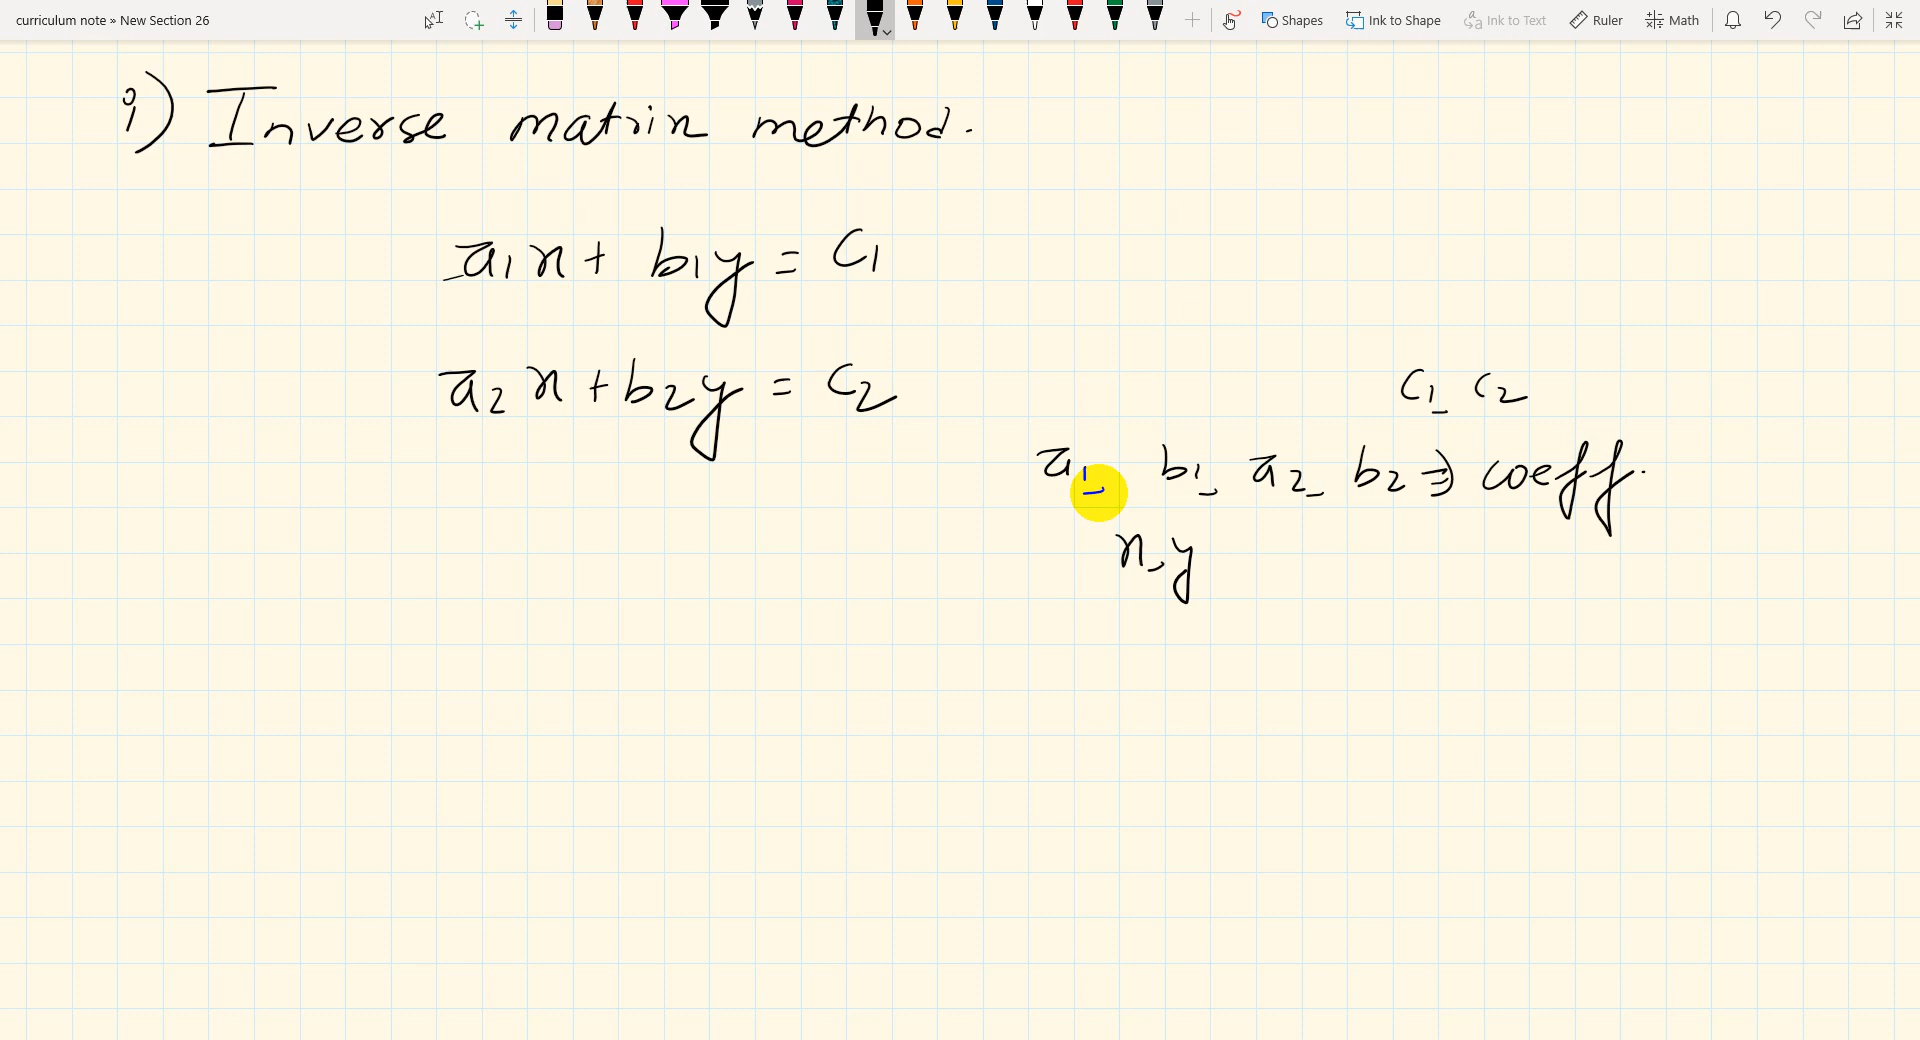 curriculum note » New Section 26
Shapes Ink to Shape Ink to Text Ruler Math
i) Inverse matrix method.
a₁x + b₁y = c₁
a₂x + b₂y = c₂
c₁, c₂
a₁, b₁, a₂, b₂ ⇒ coeff.
x, y